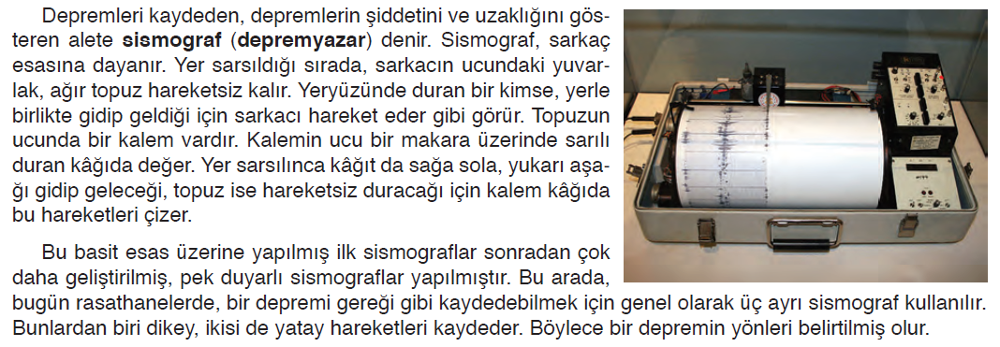 Depremleri kaydeden, depremlerin şiddetini ve uzaklığını gös-
teren alete sismograf (depremyazar) denir. Sismograf, sarkaç
esasına dayanır. Yer sarsıldığı sırada, sarkacın ucundaki yuvar-
lak, ağır topuz hareketsiz kalır. Yeryüzünde duran bir kimse, yerle
birlikte gidip geldiği için sarkacı hareket eder gibi görür. Topuzun
ucunda bir kalem vardır. Kalemin ucu bir makara üzerinde sarılı
duran kâğıda değer. Yer sarsılınca kâğıt da sağa sola, yukarı aşa-
ğı gidip geleceği, topuz ise hareketsiz duracağı için kalem kâğıda
bu hareketleri çizer.
Bu basit esas üzerine yapılmış ilk sismograflar sonradan çok
daha geliştirilmiş, pek duyarlı sismograflar yapılmıştır. Bu arada,
bugün rasathanelerde, bir depremi gereği gibi kaydedebilmek için genel olarak üç ayrı sismograf kullanılır.
Bunlardan biri dikey, ikisi de yatay hareketleri kaydeder. Böylece bir depremin yönleri belirtilmiş olur.